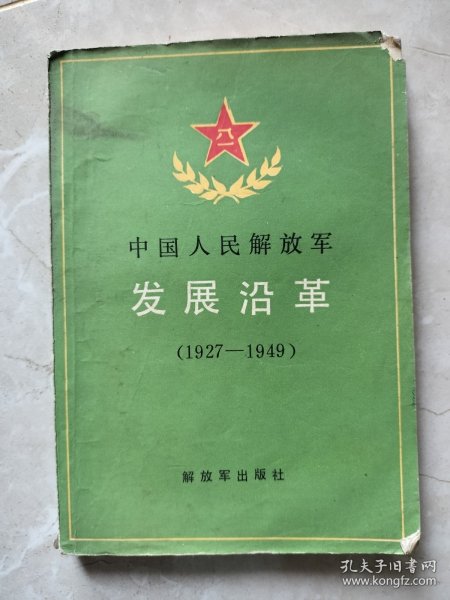 八一
中国人民解放军
发展沿革
(1927—1949)
解放军出版社
孔夫子旧书网
www.kongfz.com